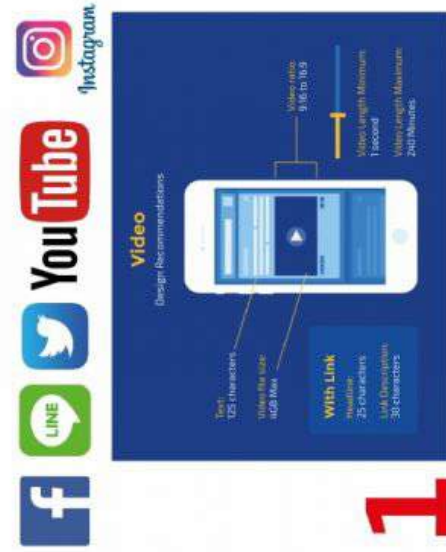 f
LINE
YouTube
Instagram
Video
Design Recommendations
Text:
125 characters
Video file size:
4GB Max
Video ratio:
9:16 to 16:9
With Link
Headline:
25 characters
Link Description:
30 characters
Video Length Minimum:
1 second
Video Length Maximum:
240 Minutes
1